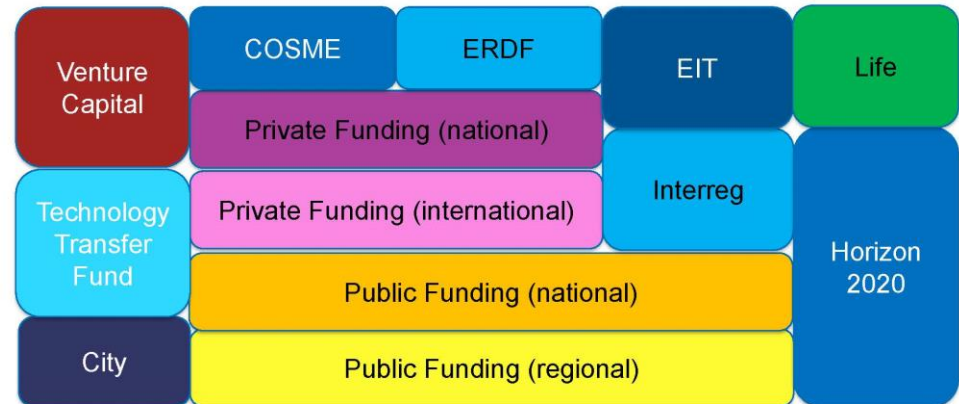 Venture
Capital
COSME
ERDF
EIT
Life
Private Funding (national)
Technology
Transfer
Fund
Private Funding (international)
Interreg
Horizon
2020
Public Funding (national)
City
Public Funding (regional)